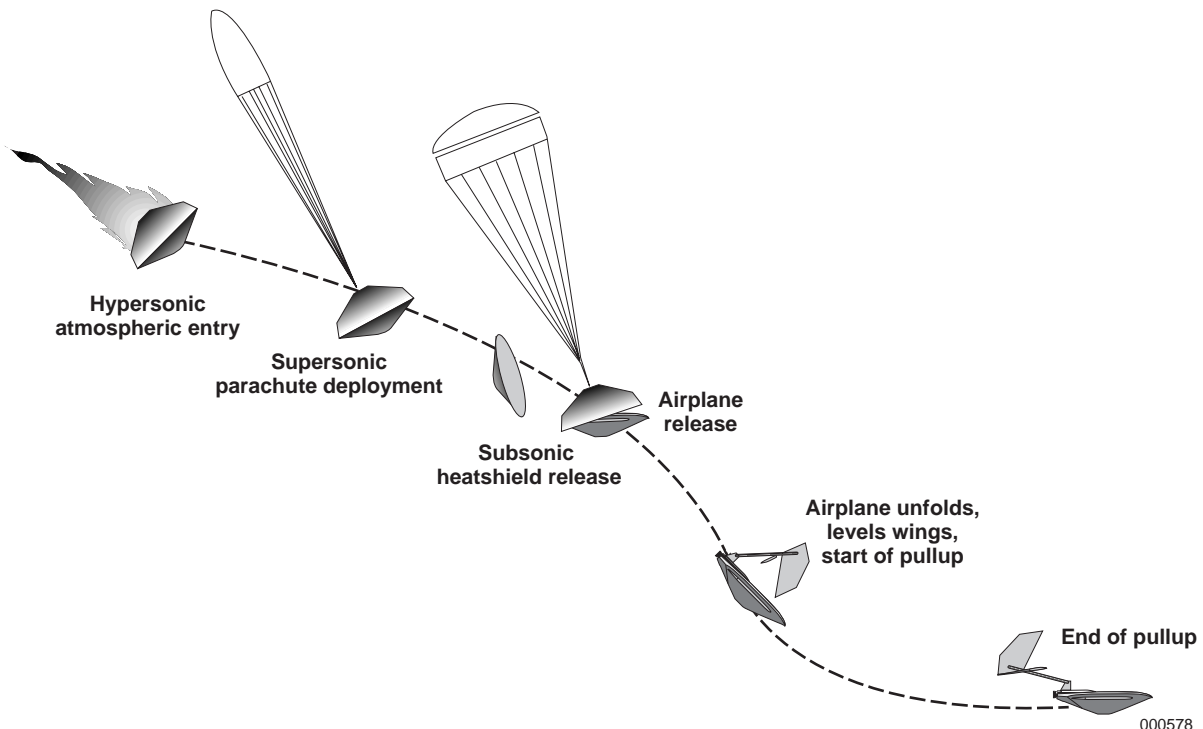 Hypersonic
atmospheric entry
Supersonic
parachute deployment
Subsonic
heatshield release
Airplane
release
Airplane unfolds,
levels wings,
start of pullup
End of pullup
000578